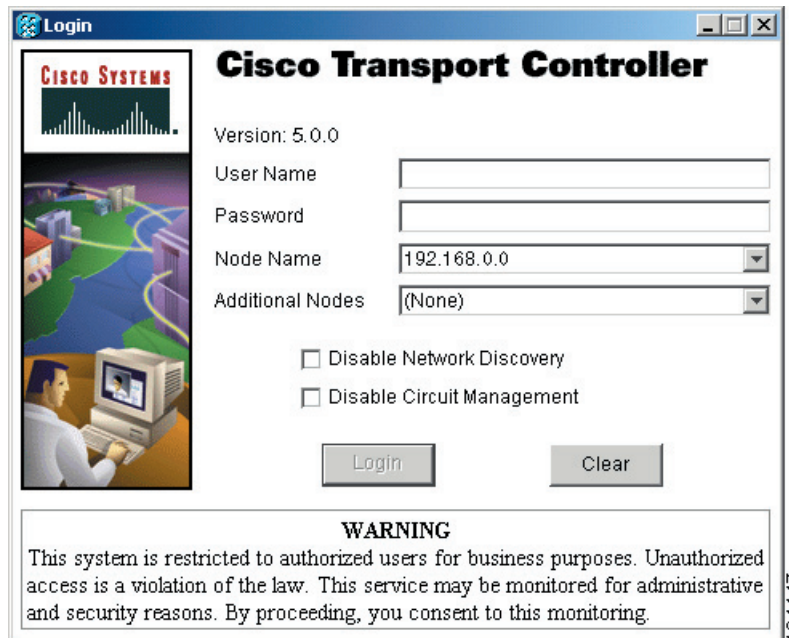 Login
CISCO SYSTEMS
Cisco Transport Controller
Version: 5.0.0
User Name
Password
Node Name 192.168.0.0
Additional Nodes (None)
Disable Network Discovery
Disable Circuit Management
Login Clear
WARNING
This system is restricted to authorized users for business purposes. Unauthorized
access is a violation of the law. This service may be monitored for administrative
and security reasons. By proceeding, you consent to this monitoring.